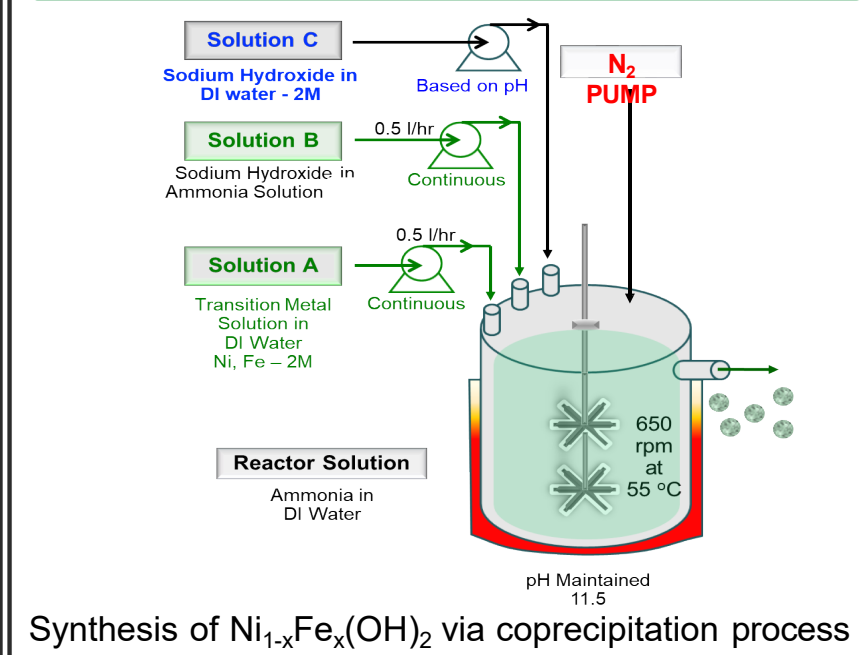 Solution C
Sodium Hydroxide in
DI water - 2M
Based on pH
N₂
PUMP
0.5 l/hr
Solution B
Sodium Hydroxide in
Ammonia Solution
Continuous
0.5 l/hr
Solution A
Continuous
Transition Metal
Solution in
DI Water
Ni, Fe – 2M
650
rpm
at
55 °C
Reactor Solution
Ammonia in
DI Water
pH Maintained
11.5
Synthesis of Ni₁₋ₓFeₓ(OH)₂ via coprecipitation process